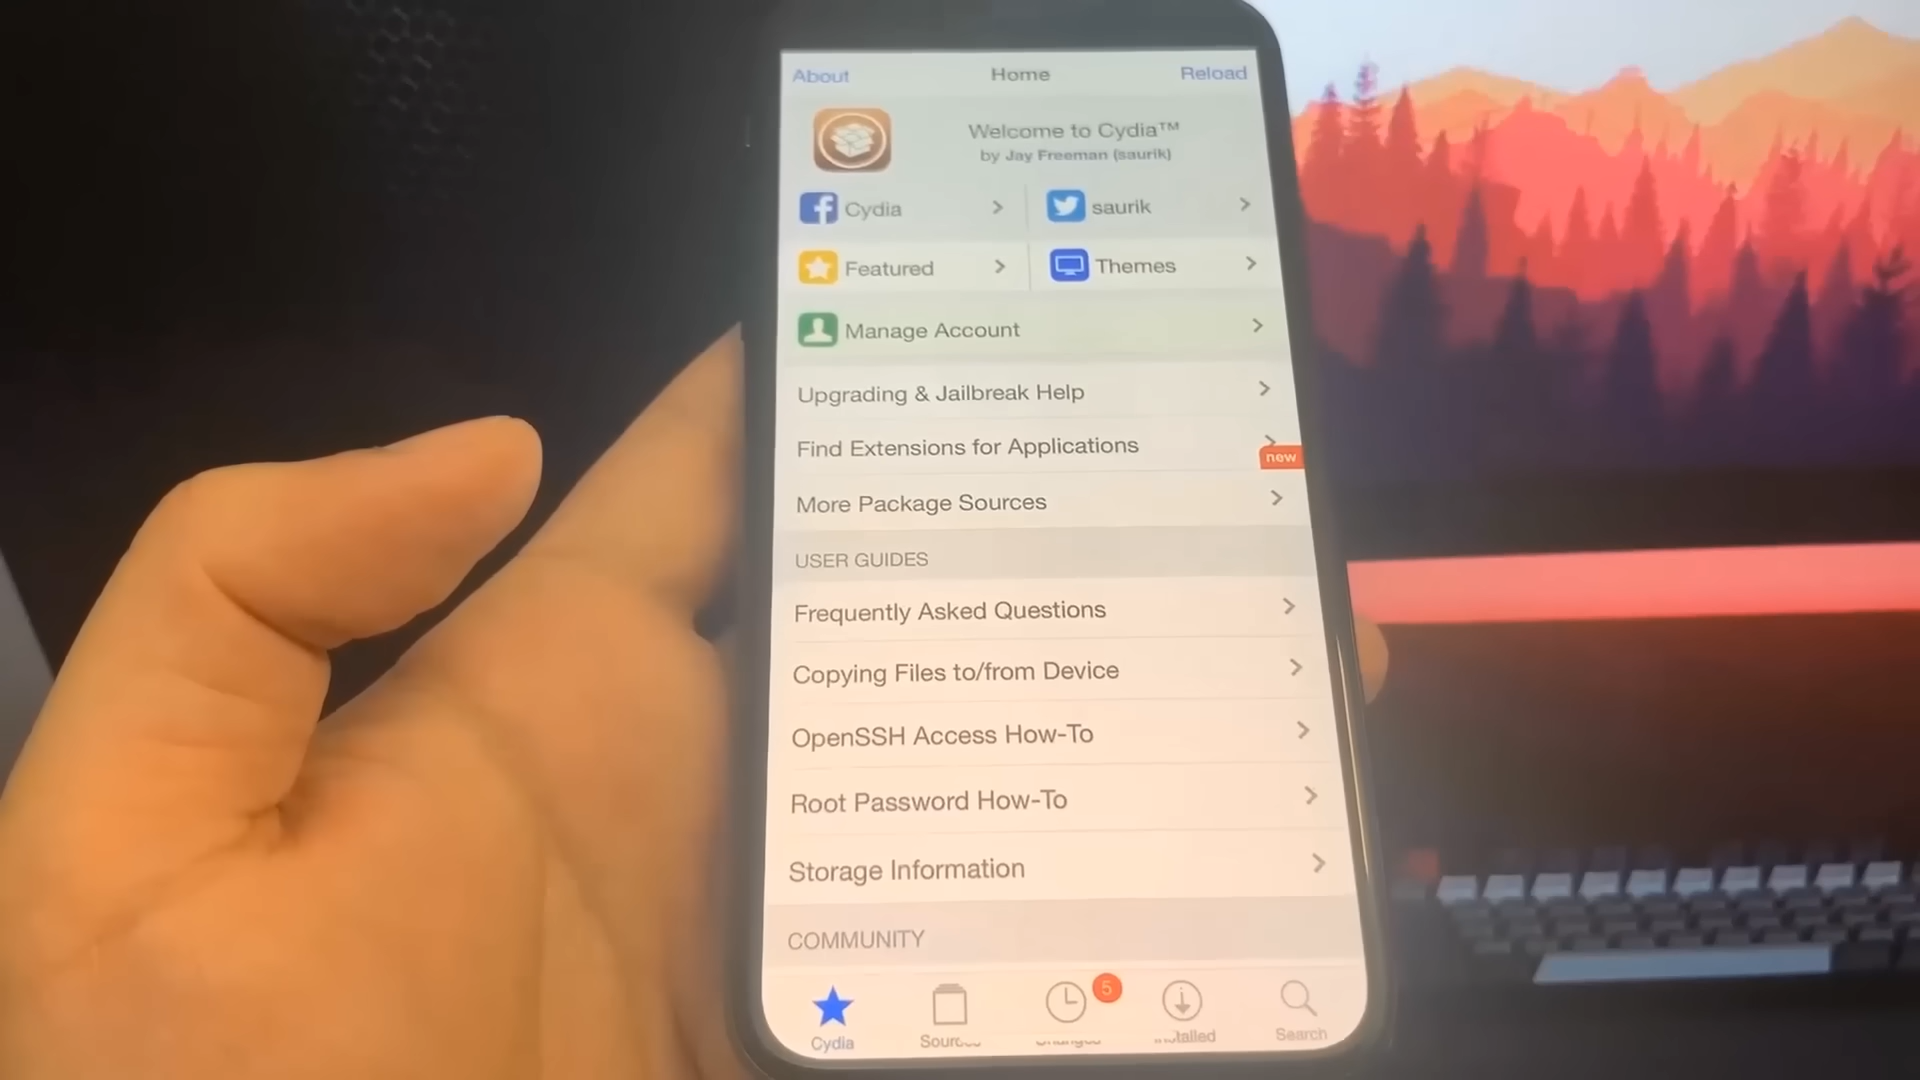 About Home Reload
Welcome to Cydia™
by Jay Freeman (saurik)
Cydia
saurik
Featured
Themes
Manage Account
Upgrading & Jailbreak Help
Find Extensions for Applications
new
More Package Sources
USER GUIDES
Frequently Asked Questions
Copying Files to/from Device
OpenSSH Access How-To
Root Password How-To
Storage Information
COMMUNITY
5
Cydia
Search